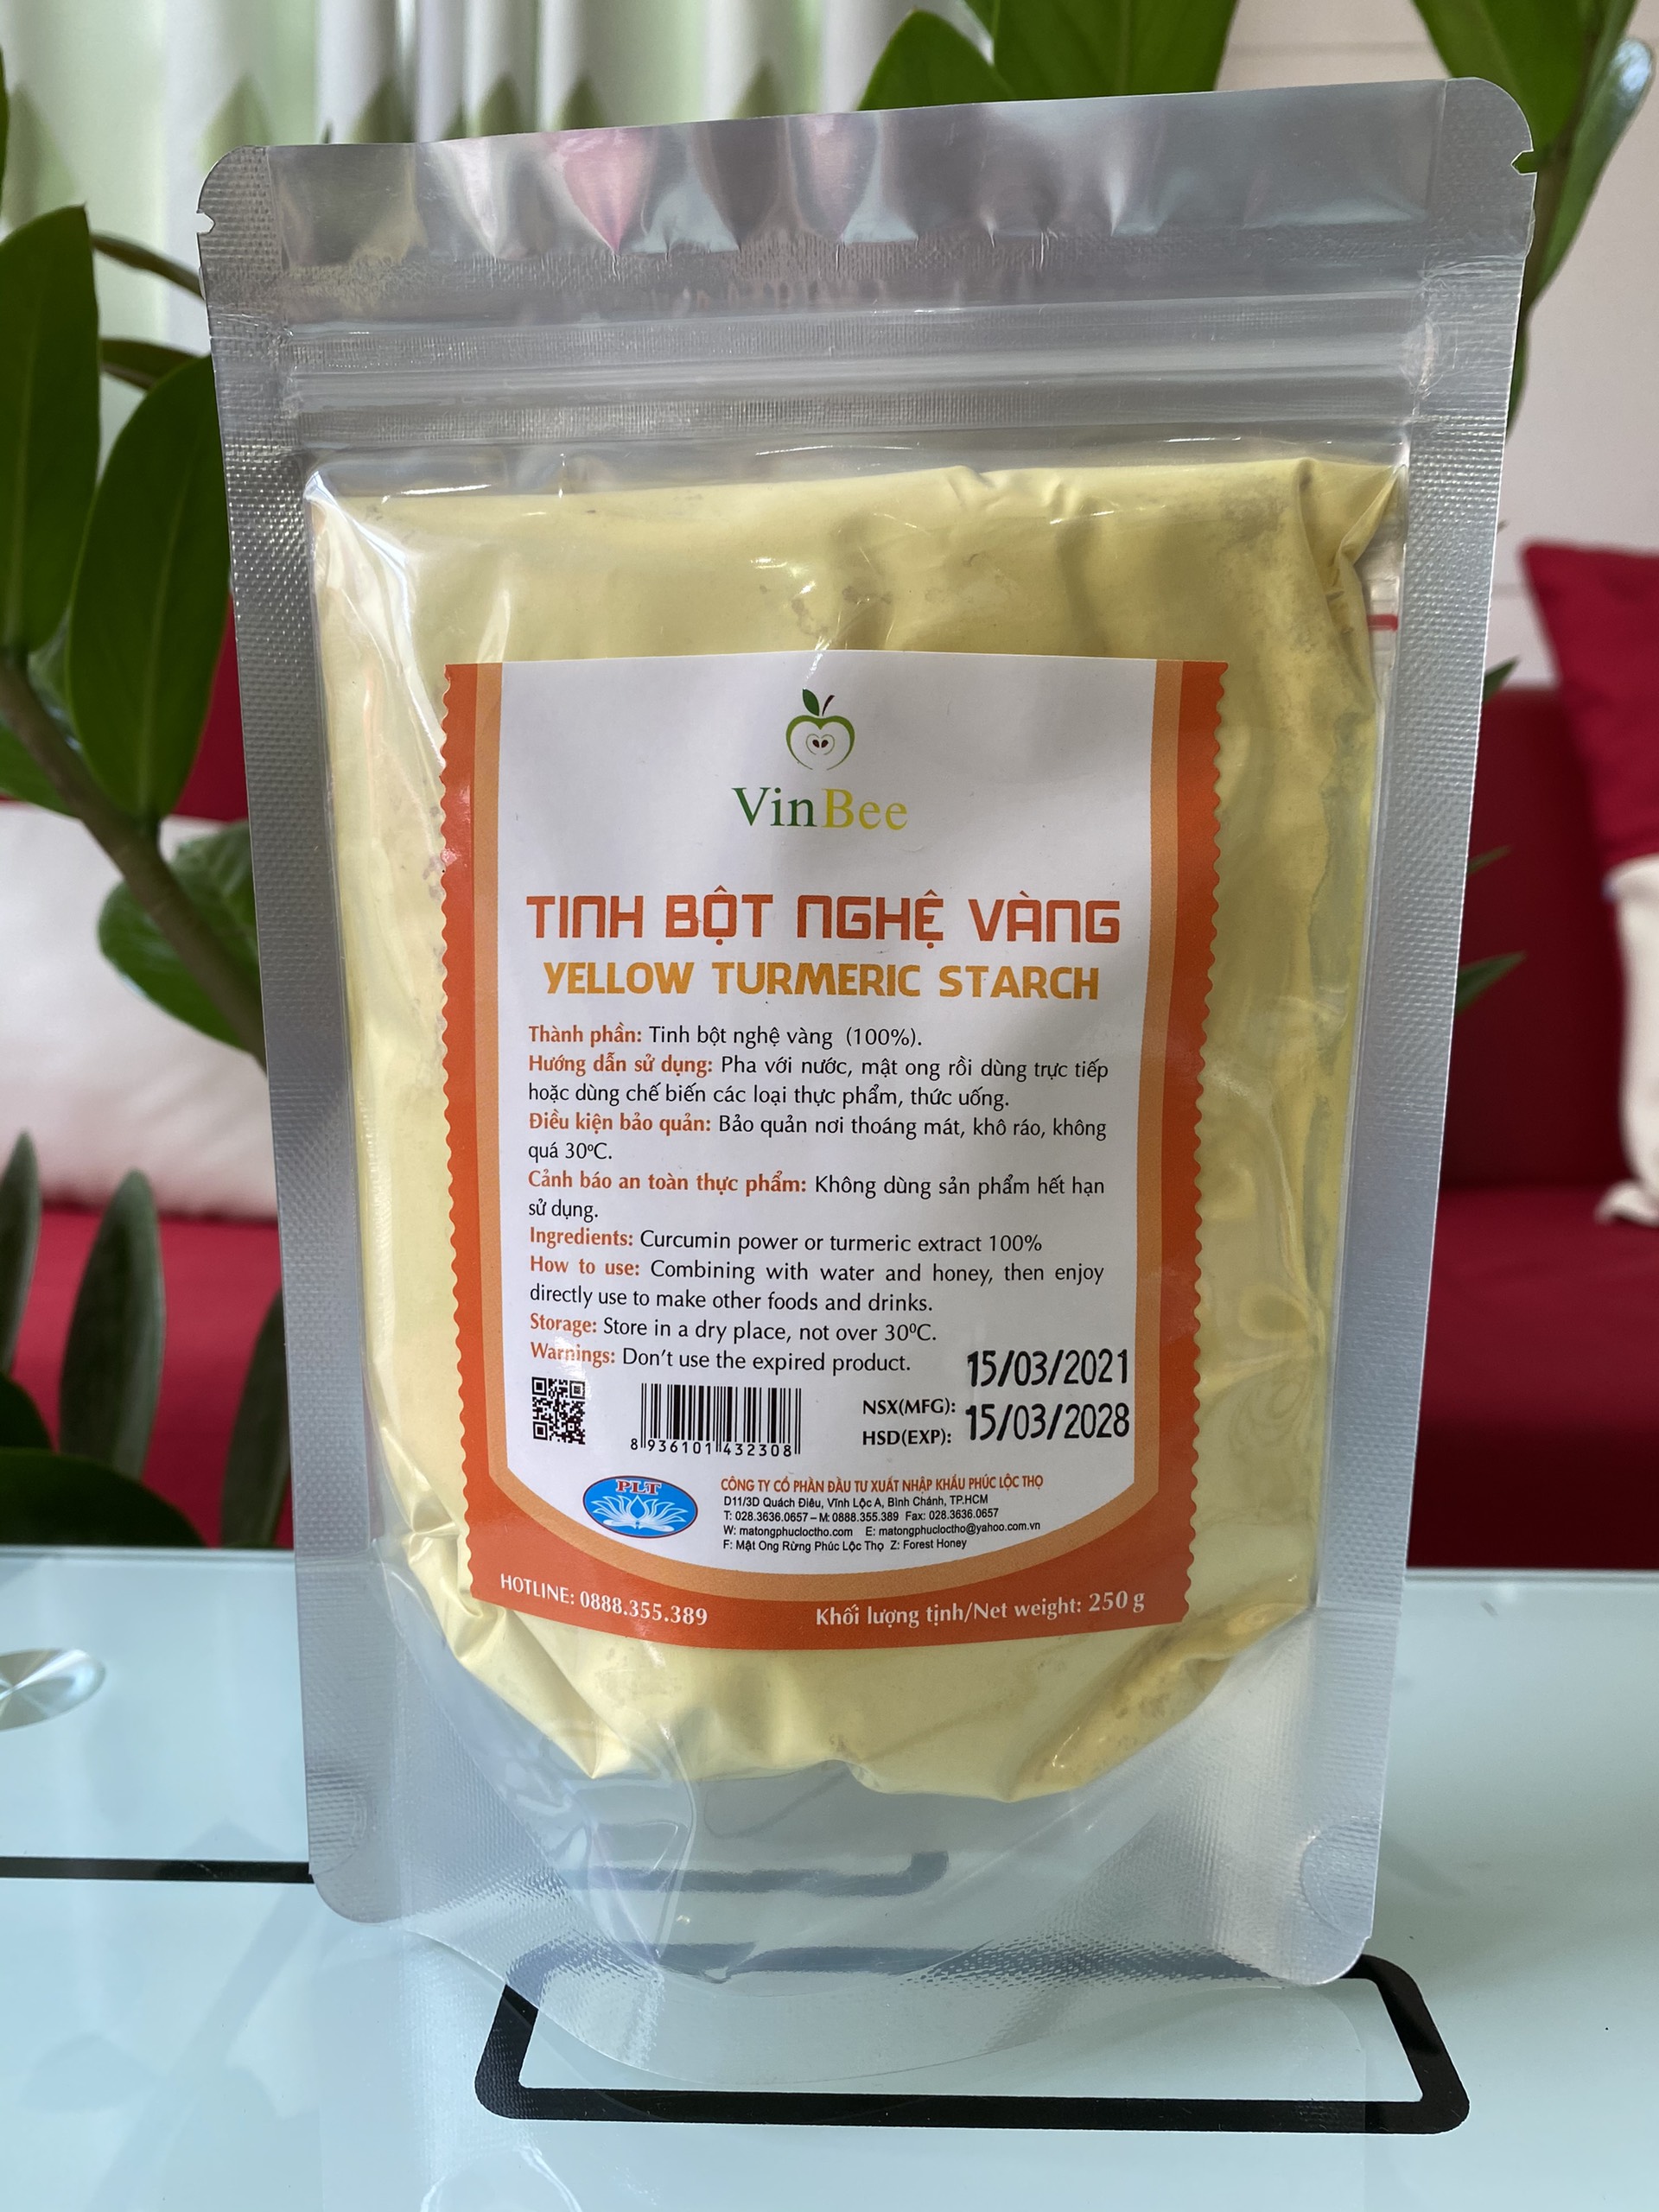 VinBee
TINH BỘT NGHỆ VÀNG
YELLOW TURMERIC STARCH
Thành phần: Tinh bột nghệ vàng (100%).
Hướng dẫn sử dụng: Pha với nước, mật ong rồi dùng trực tiếp
hoặc dùng chế biến các loại thực phẩm, thức uống.
Điều kiện bảo quản: Bảo quản nơi thoáng mát, khô ráo, không
quá 30ºC.
Cảnh báo an toàn thực phẩm: Không dùng sản phẩm hết hạn
sử dụng.
Ingredients: Curcumin power or turmeric extract 100%
How to use: Combining with water and honey, then enjoy
directly use to make other foods and drinks.
Storage: Store in a dry place, not over 30⁰C.
Warnings: Don't use the expired product.
15/03/2021
NSX(MFG):
15/03/2028
HSD(EXP):
8 936101 432308
PLT
CÔNG TY CỔ PHẦN ĐẦU TƯ XUẤT NHẬP KHẨU PHÚC LỘC THỌ
D11/3D Quách Điêu, Vĩnh Lộc A, Bình Chánh, TP.HCM
T: 028.3636.0657 – M: 0888.355.389 Fax: 028.3636.0657
W: matongphucloctho.com E: matongphucloctho@yahoo.com.vn
F: Mật Ong Rừng Phúc Lộc Thọ Z: Forest Honey
HOTLINE: 0888.355.389
Khối lượng tịnh/Net weight: 250 g